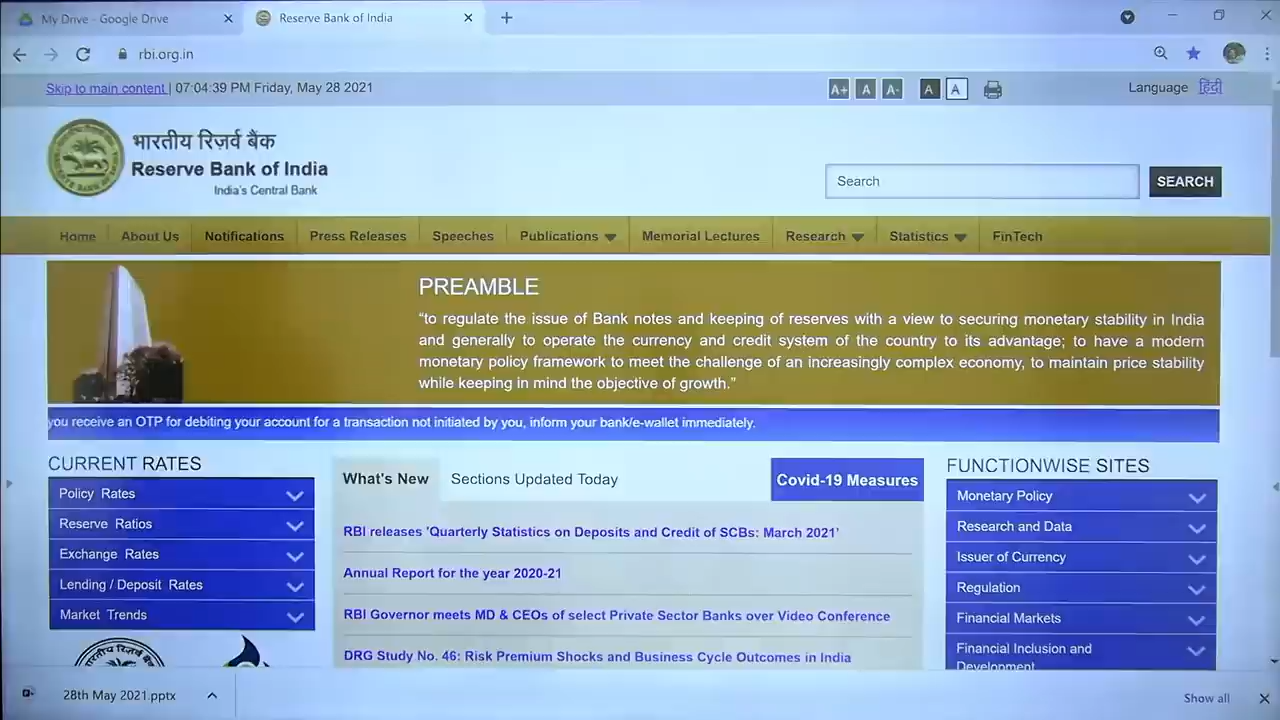 My Drive - Google Drive
Reserve Bank of India
rbi.org.in
Skip to main content | 07:04:39 PM Friday, May 28 2021
A+ A A- A A
Language हिंदी
भारतीय रिज़र्व बैंक
Reserve Bank of India
India's Central Bank
Search
SEARCH
Home About Us Notifications Press Releases Speeches Publications Memorial Lectures Research Statistics FinTech
PREAMBLE
“to regulate the issue of Bank notes and keeping of reserves with a view to securing monetary stability in India
and generally to operate the currency and credit system of the country to its advantage; to have a modern
monetary policy framework to meet the challenge of an increasingly complex economy, to maintain price stability
while keeping in mind the objective of growth.”
you receive an OTP for debiting your account for a transaction not initiated by you, inform your bank/e-wallet immediately.
CURRENT RATES
Policy Rates
Reserve Ratios
Exchange Rates
Lending / Deposit Rates
Market Trends
What's New
Sections Updated Today
Covid-19 Measures
RBI releases 'Quarterly Statistics on Deposits and Credit of SCBs: March 2021'
Annual Report for the year 2020-21
RBI Governor meets MD & CEOs of select Private Sector Banks over Video Conference
DRG Study No. 46: Risk Premium Shocks and Business Cycle Outcomes in India
FUNCTIONWISE SITES
Monetary Policy
Research and Data
Issuer of Currency
Regulation
Financial Markets
Financial Inclusion and
Development
28th May 2021.pptx
Show all